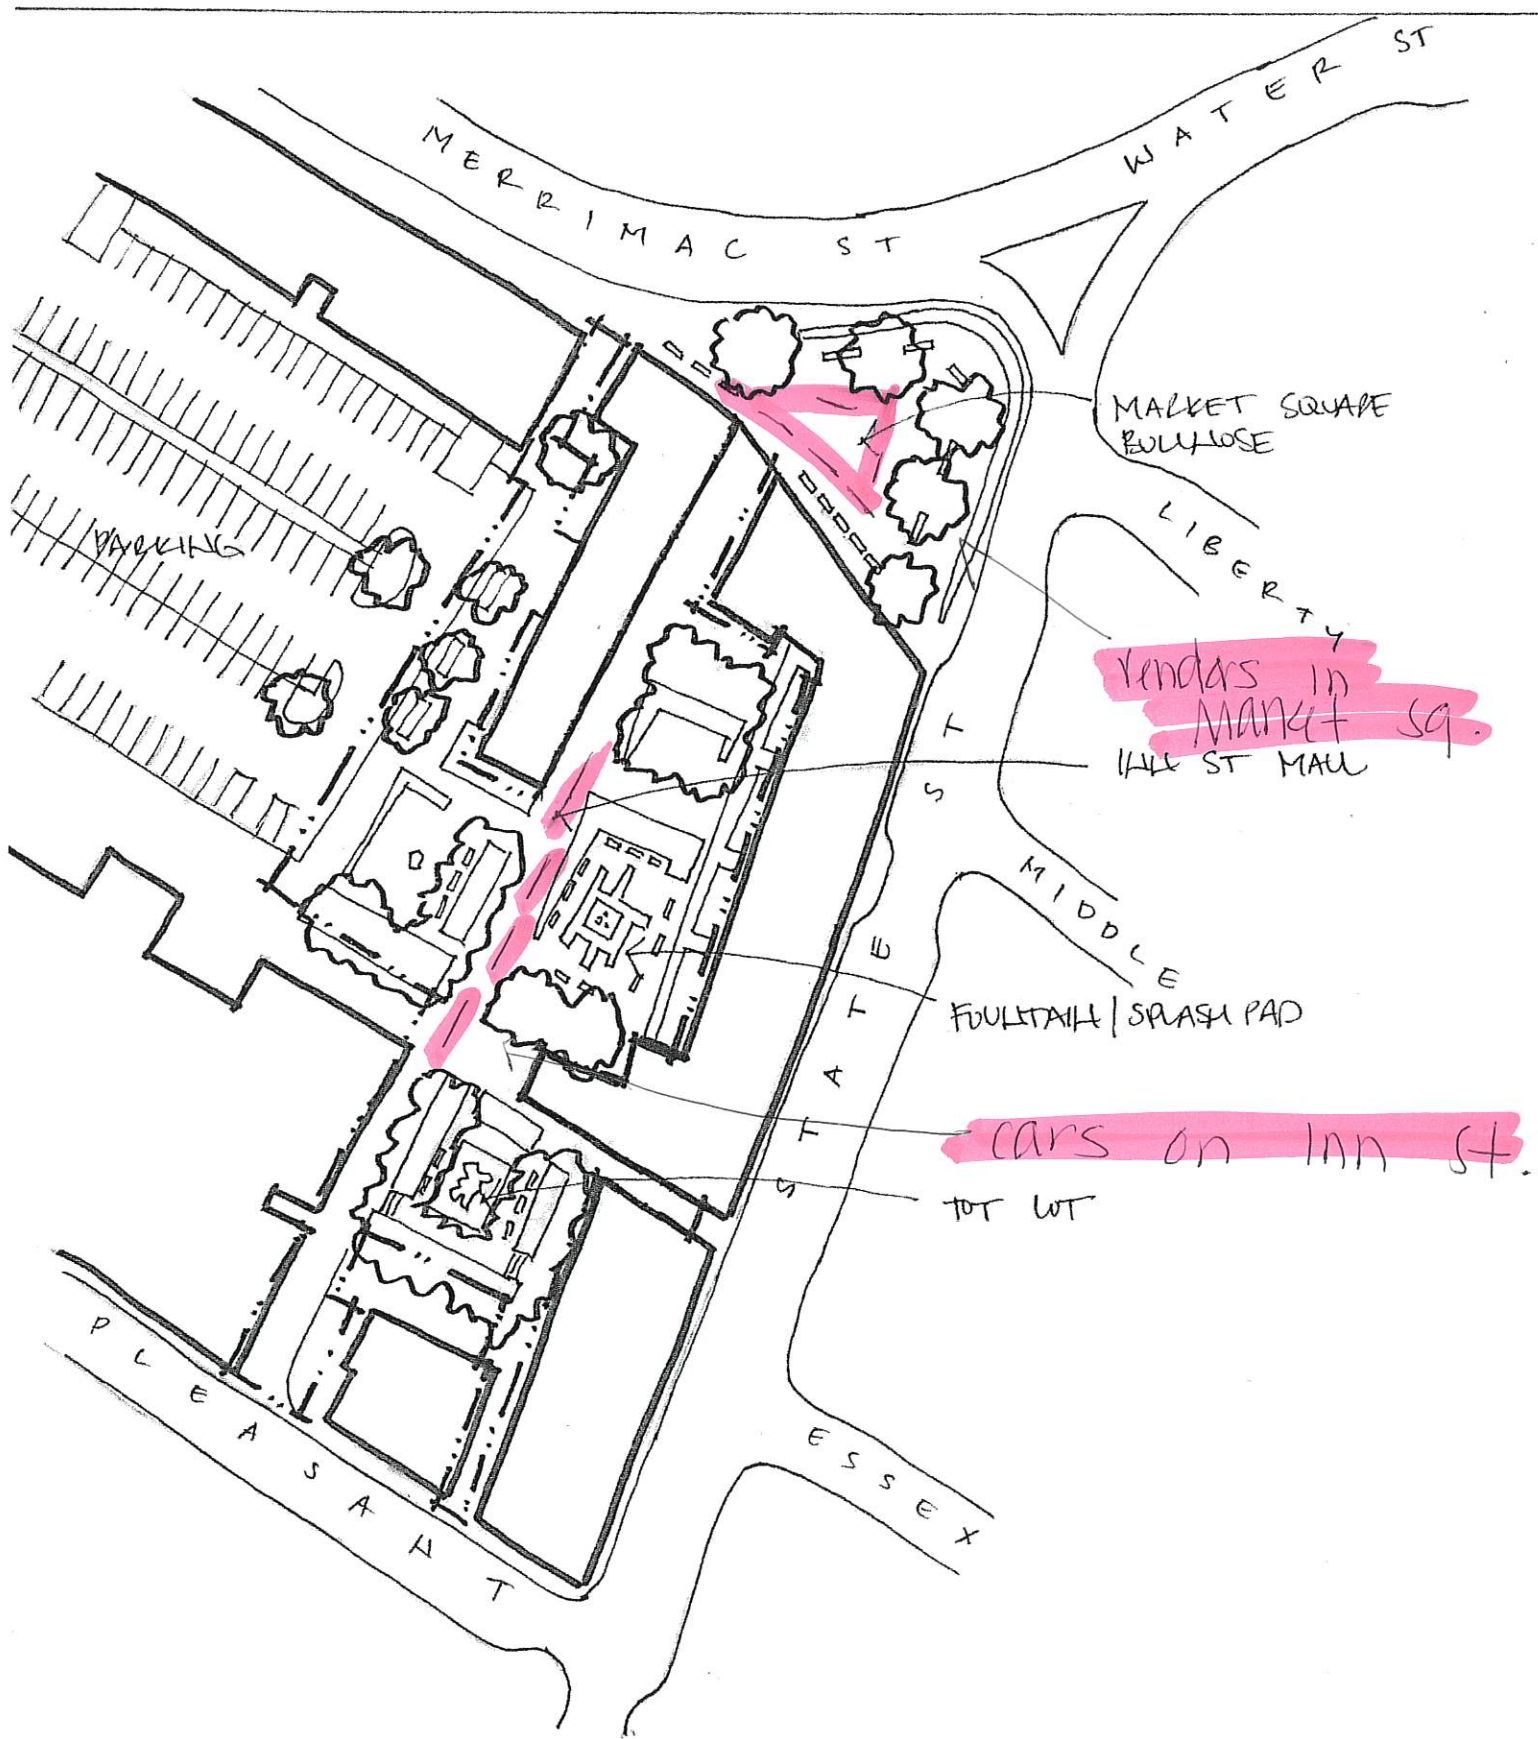 WATER ST
MERRIMAC ST
MARKET SQUARE
BULLNOSE
LIBERTY
PARKING
vendors in
Market sq.
INN ST MALL
STATE ST
MIDDLE
FOUNTAIN/SPLASH PAD
cars on Inn St.
TOT LOT
PLEASANT
ESSEX